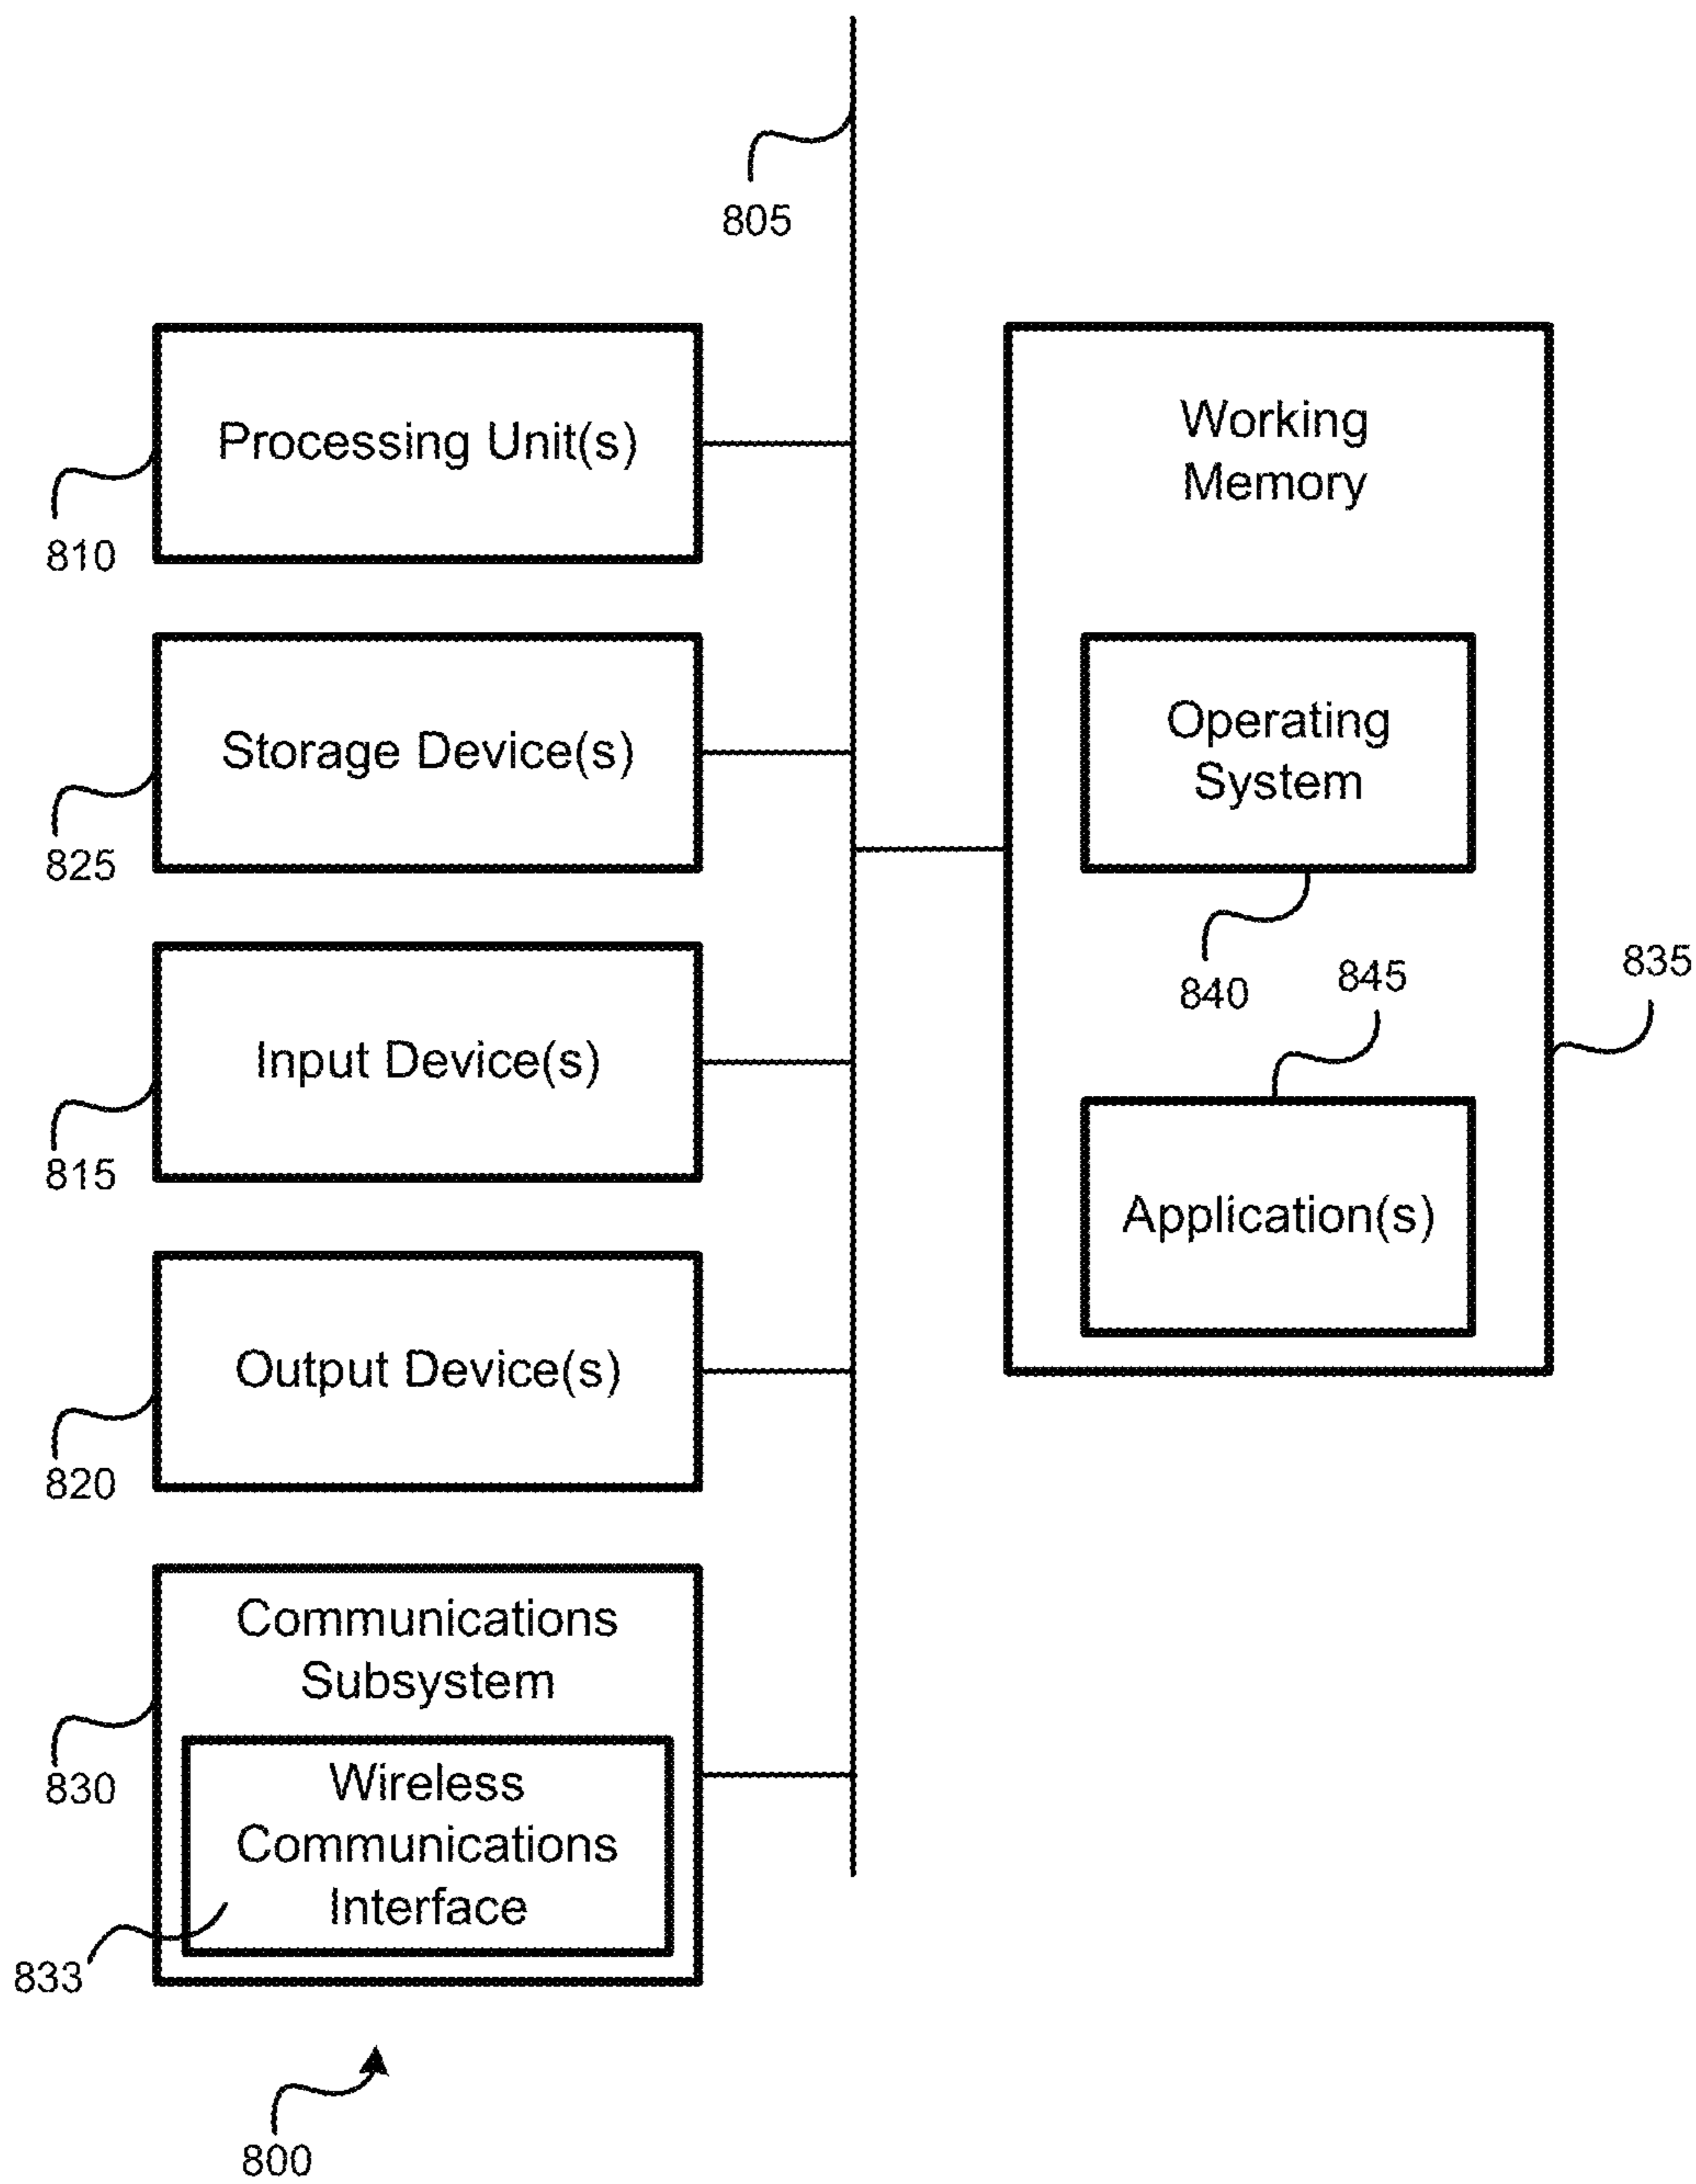 805
Processing Unit(s)
810
Storage Device(s)
825
Input Device(s)
815
Output Device(s)
820
Communications
Subsystem
830
Wireless
Communications
Interface
833
800
Working
Memory
Operating
System
840
845
835
Application(s)